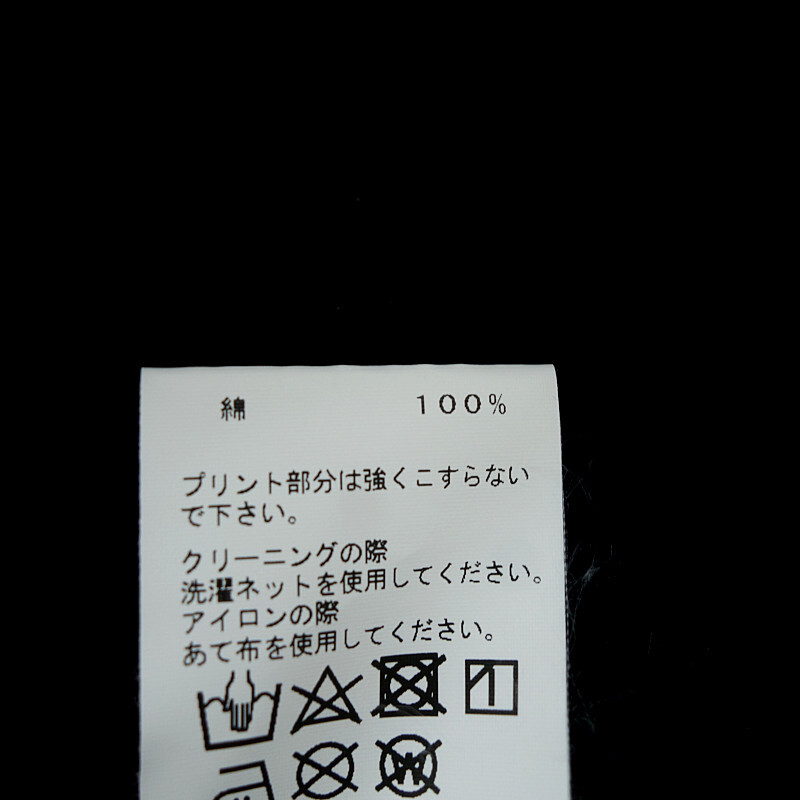 綿 100%
プリント部分は強くこすらない
で下さい。
クリーニングの際
洗濯ネットを使用してください。
アイロンの際
あて布を使用してください。
W